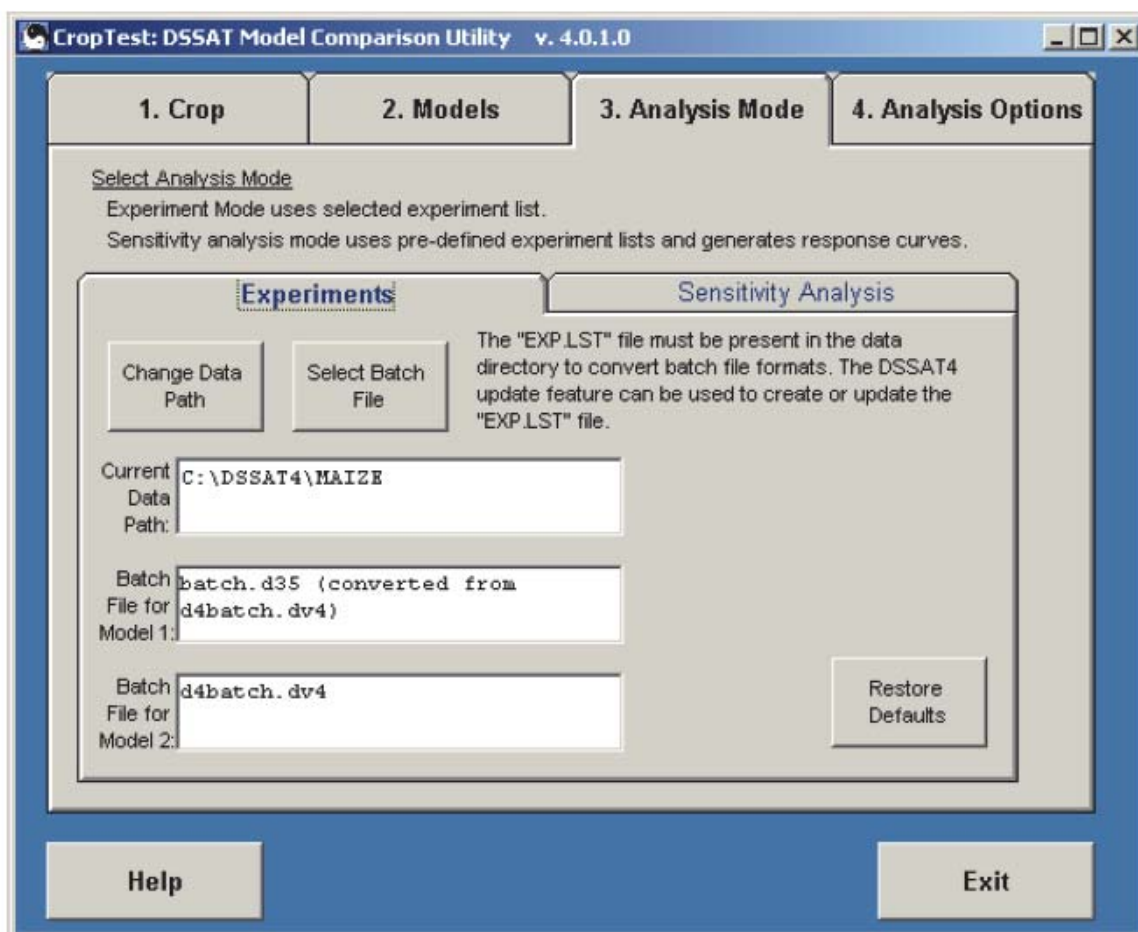 CropTest: DSSAT Model Comparison Utility v. 4.0.1.0
1. Crop
2. Models
3. Analysis Mode
4. Analysis Options
Select Analysis Mode
Experiment Mode uses selected experiment list.
Sensitivity analysis mode uses pre-defined experiment lists and generates response curves.
Experiments
Sensitivity Analysis
Change Data
Path
Select Batch
File
The "EXP.LST" file must be present in the data
directory to convert batch file formats. The DSSAT4
update feature can be used to create or update the
"EXP.LST" file.
Current
Data
Path:
C:\DSSAT4\MAIZE
Batch
File for
Model 1:
batch.d35 (converted from
d4batch.dv4)
Batch
File for
Model 2:
d4batch.dv4
Restore
Defaults
Help
Exit